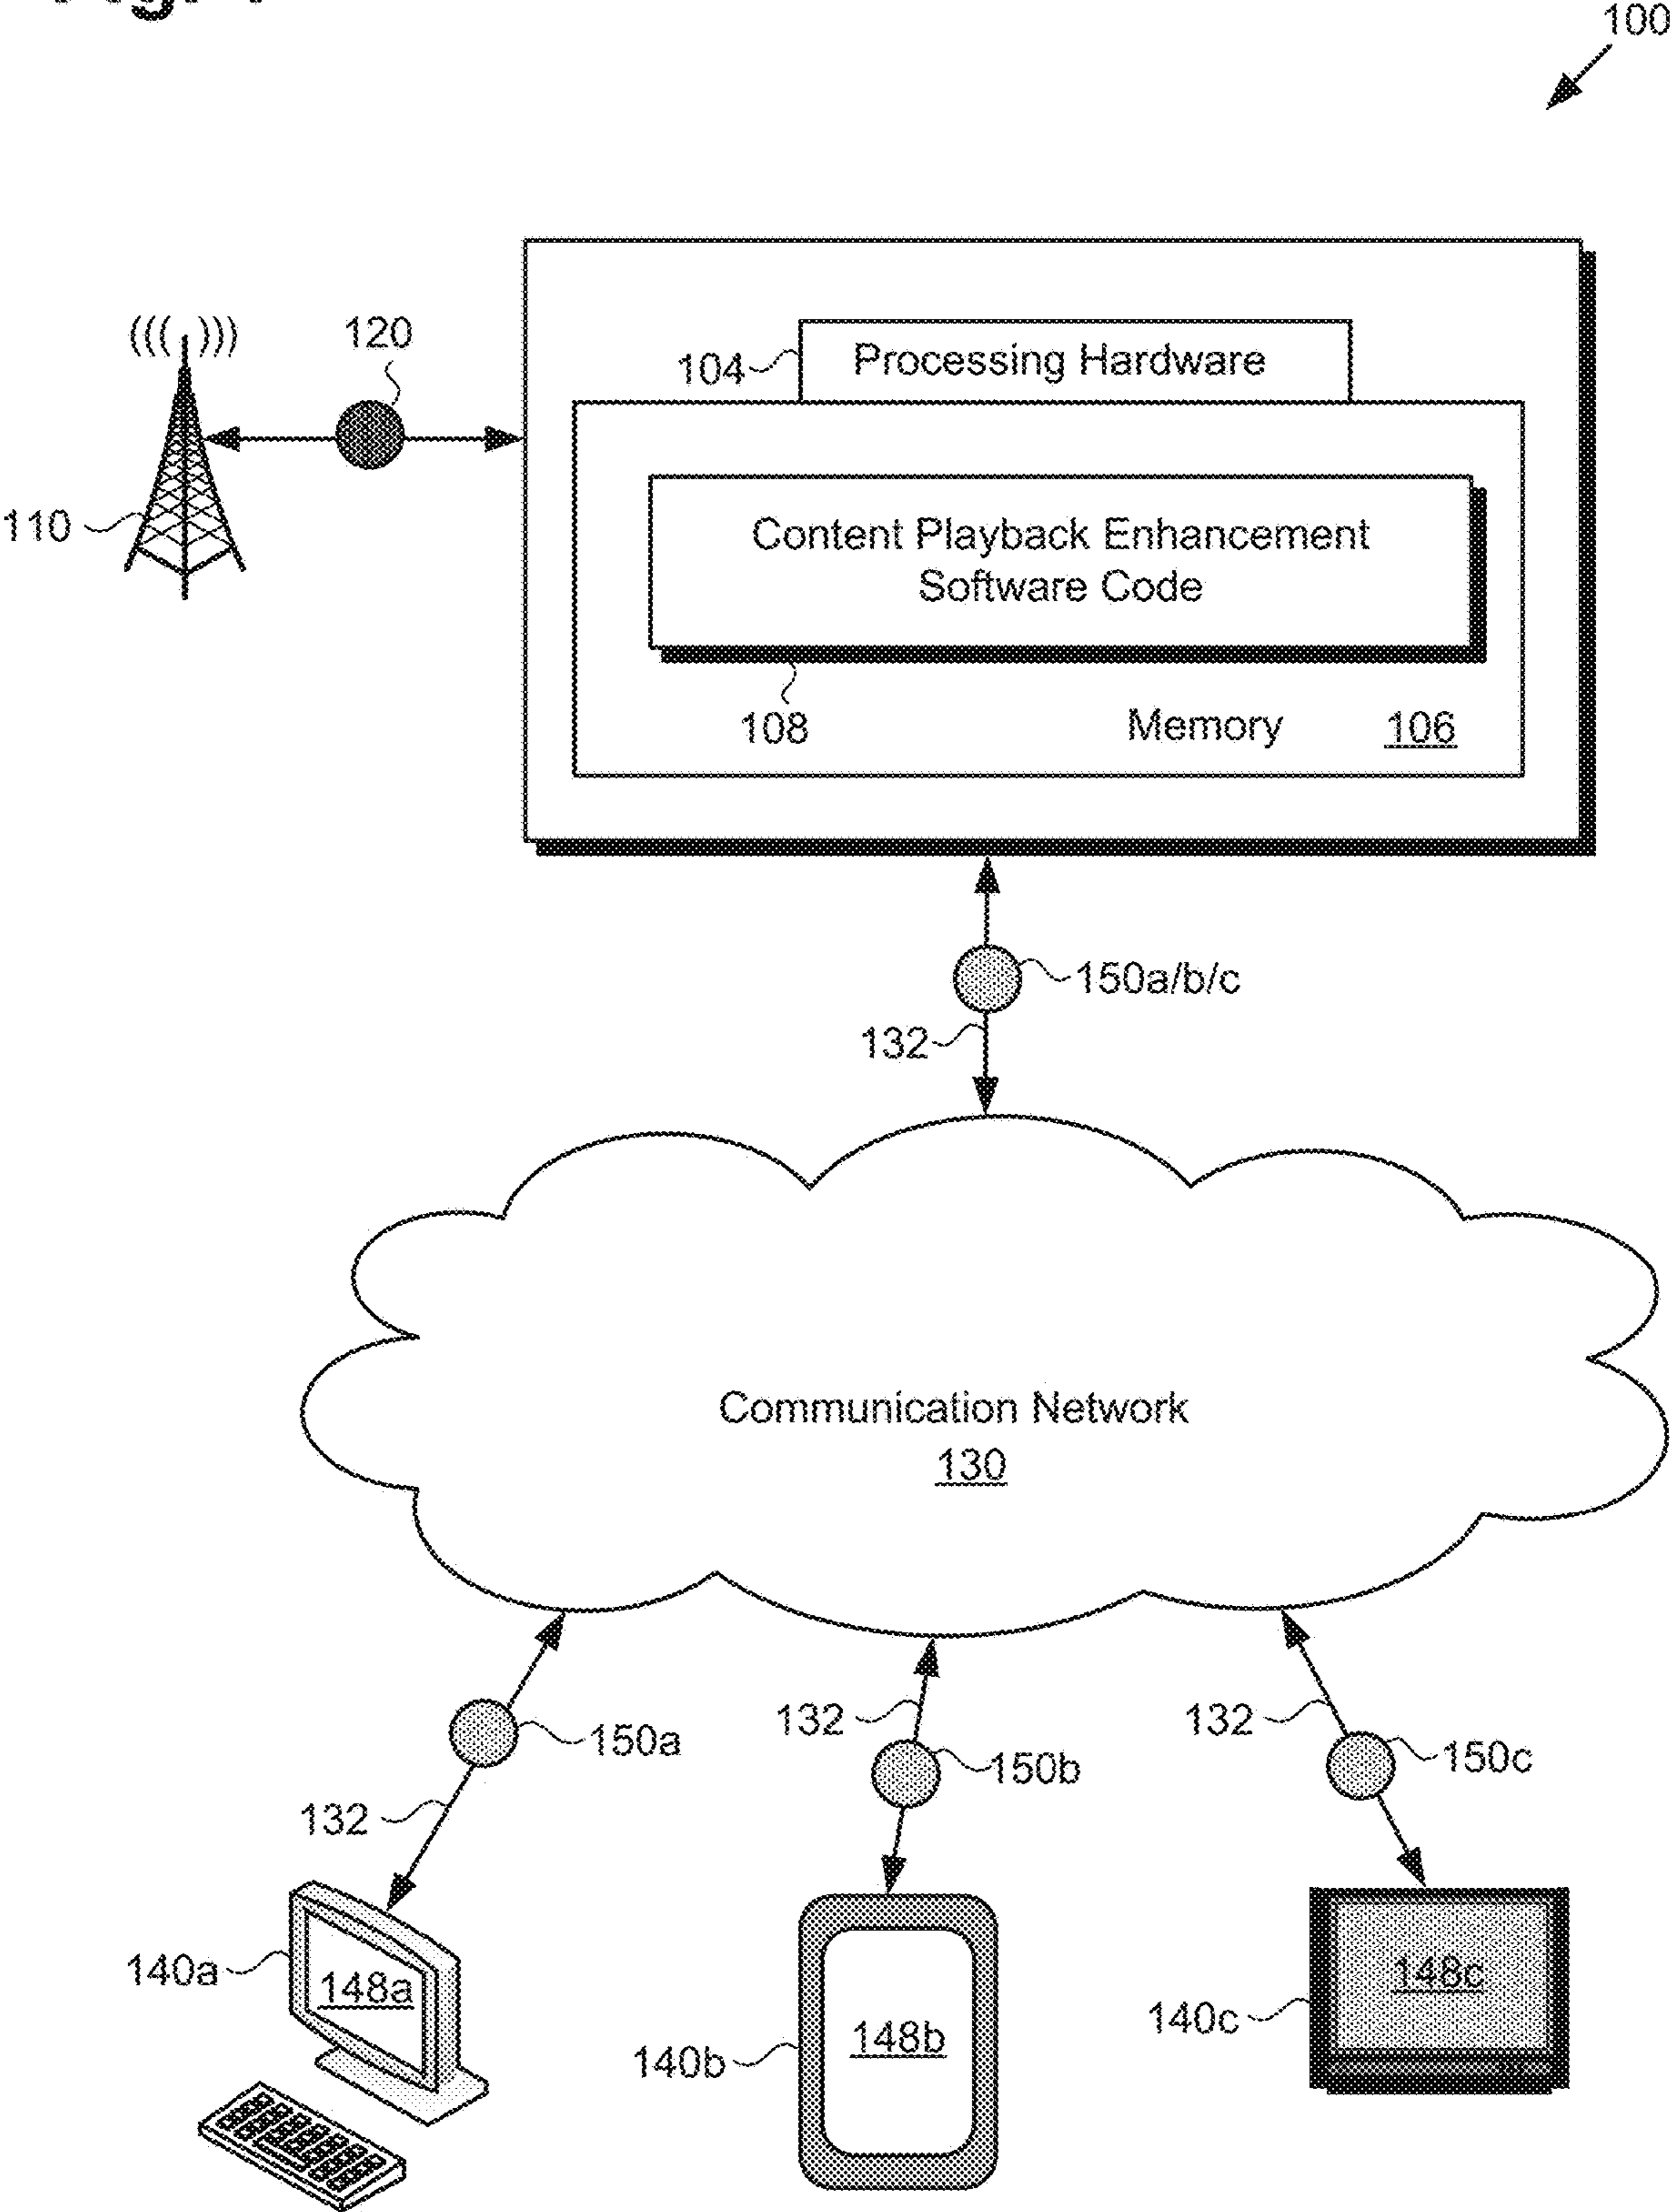 100
((( )))
120
104
Processing Hardware
110
Content Playback Enhancement
Software Code
108
Memory
106
150a/b/c
132
Communication Network
130
150a
132
150b
132
150c
132
140a
148a
140b
148b
140c
148c